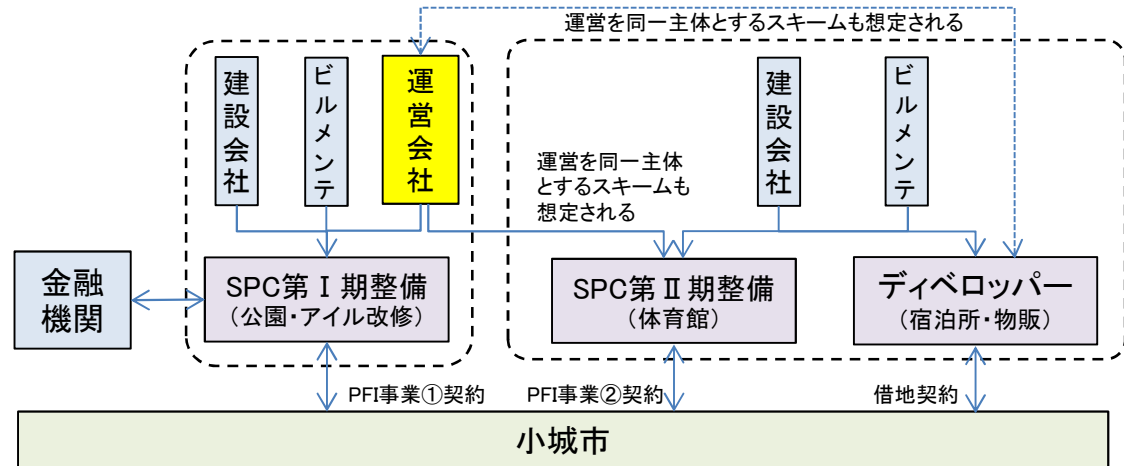 運営を同一主体とするスキームも想定される
建設会社
ビルメンテ
運営会社
建設会社
ビルメンテ
運営を同一主体
とするスキームも
想定される
金融
機関
SPC第Ⅰ期整備
（公園・アイル改修）
SPC第Ⅱ期整備
（体育館）
ディベロッパー
（宿泊所・物販）
PFI事業①契約
PFI事業②契約
借地契約
小城市